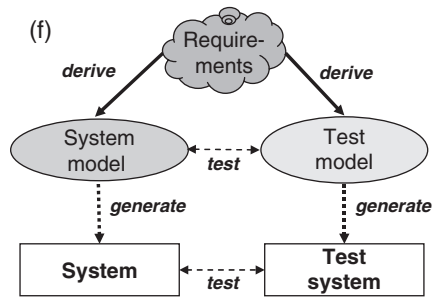 (f)
Require-
ments
derive
derive
System
model
test
Test
model
generate
generate
System
test
Test
system